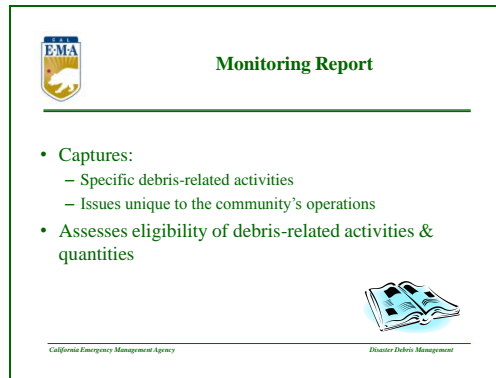 CAL
EMA
Monitoring Report
• Captures:
– Specific debris-related activities
– Issues unique to the community's operations
• Assesses eligibility of debris-related activities &
quantities
California Emergency Management Agency
Disaster Debris Management